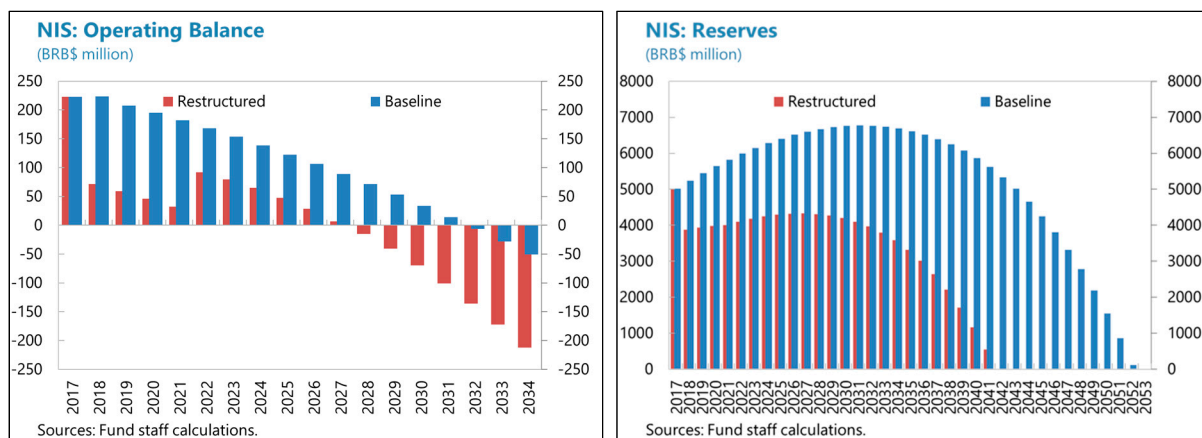 NIS: Operating Balance
(BRB$ million)
250 250
Restructured Baseline
200 200
150 150
100 100
50 50
0 0
-50 -50
-100 -100
-150 -150
-200 -200
-250 -250
2017 2018 2019 2020 2021 2022 2023 2024 2025 2026 2027 2028 2029 2030 2031 2032 2033 2034
Sources: Fund staff calculations.
NIS: Reserves
(BRB$ million)
8000 8000
Restructured Baseline
7000 7000
6000 6000
5000 5000
4000 4000
3000 3000
2000 2000
1000 1000
0 0
2017 2018 2019 2020 2021 2022 2023 2024 2025 2026 2027 2028 2029 2030 2031 2032 2033 2034 2035 2036 2037 2038 2039 2040 2041 2042 2043 2044 2045 2046 2047 2048 2049 2050 2051 2052 2053
Sources: Fund staff calculations.